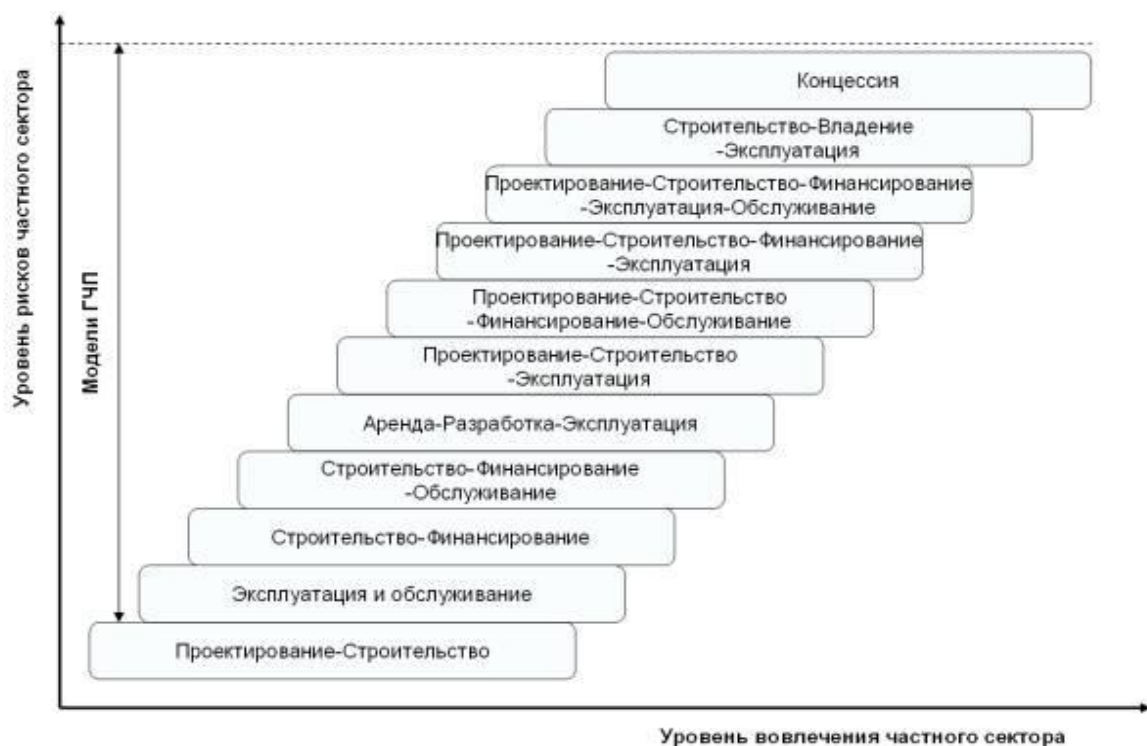 Уровень рисков частного сектора
Модели ГЧП
Концессия
Строительство-Владение
-Эксплуатация
Проектирование-Строительство-Финансирование
-Эксплуатация-Обслуживание
Проектирование-Строительство-Финансирование
-Эксплуатация
Проектирование-Строительство
-Финансирование-Обслуживание
Проектирование-Строительство
-Эксплуатация
Аренда-Разработка-Эксплуатация
Строительство-Финансирование
-Обслуживание
Строительство-Финансирование
Эксплуатация и обслуживание
Проектирование-Строительство
Уровень вовлечения частного сектора